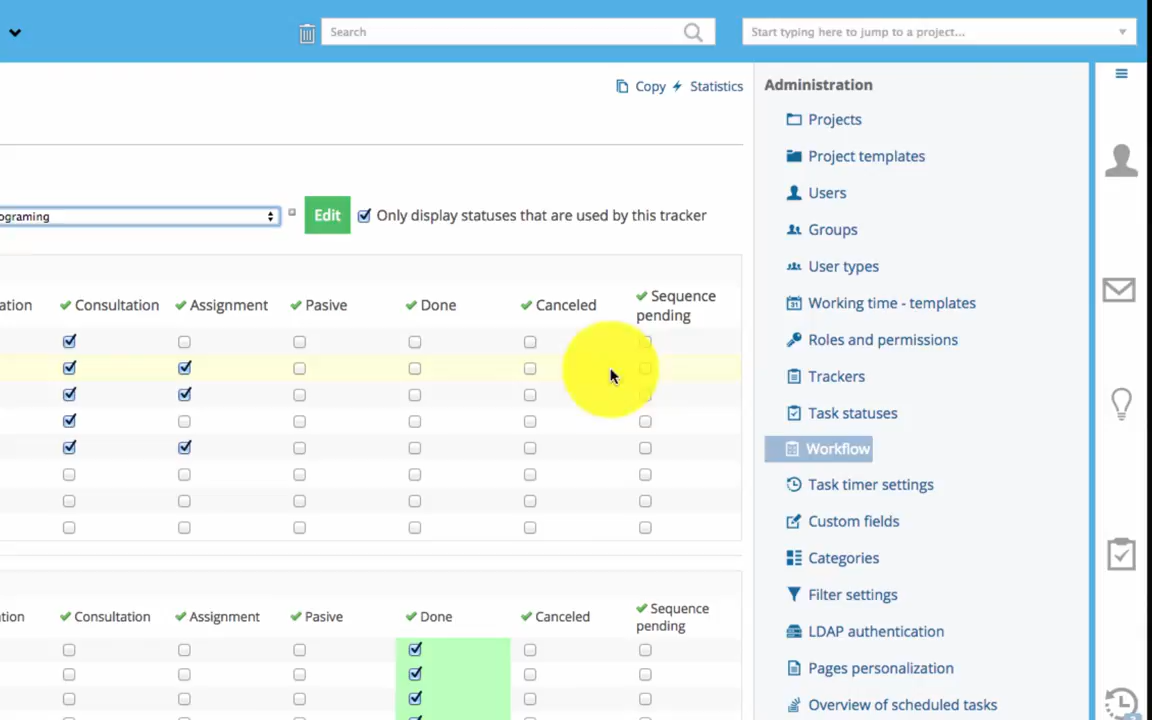 Search
Start typing here to jump to a project...
Copy
Statistics
ograming
Edit
Only display statuses that are used by this tracker
ation
Consultation
Assignment
Pasive
Done
Canceled
Sequence
pending
tion
Consultation
Assignment
Pasive
Done
Canceled
Sequence
pending
Administration
Projects
Project templates
Users
Groups
User types
Working time - templates
Roles and permissions
Trackers
Task statuses
Workflow
Task timer settings
Custom fields
Categories
Filter settings
LDAP authentication
Pages personalization
Overview of scheduled tasks